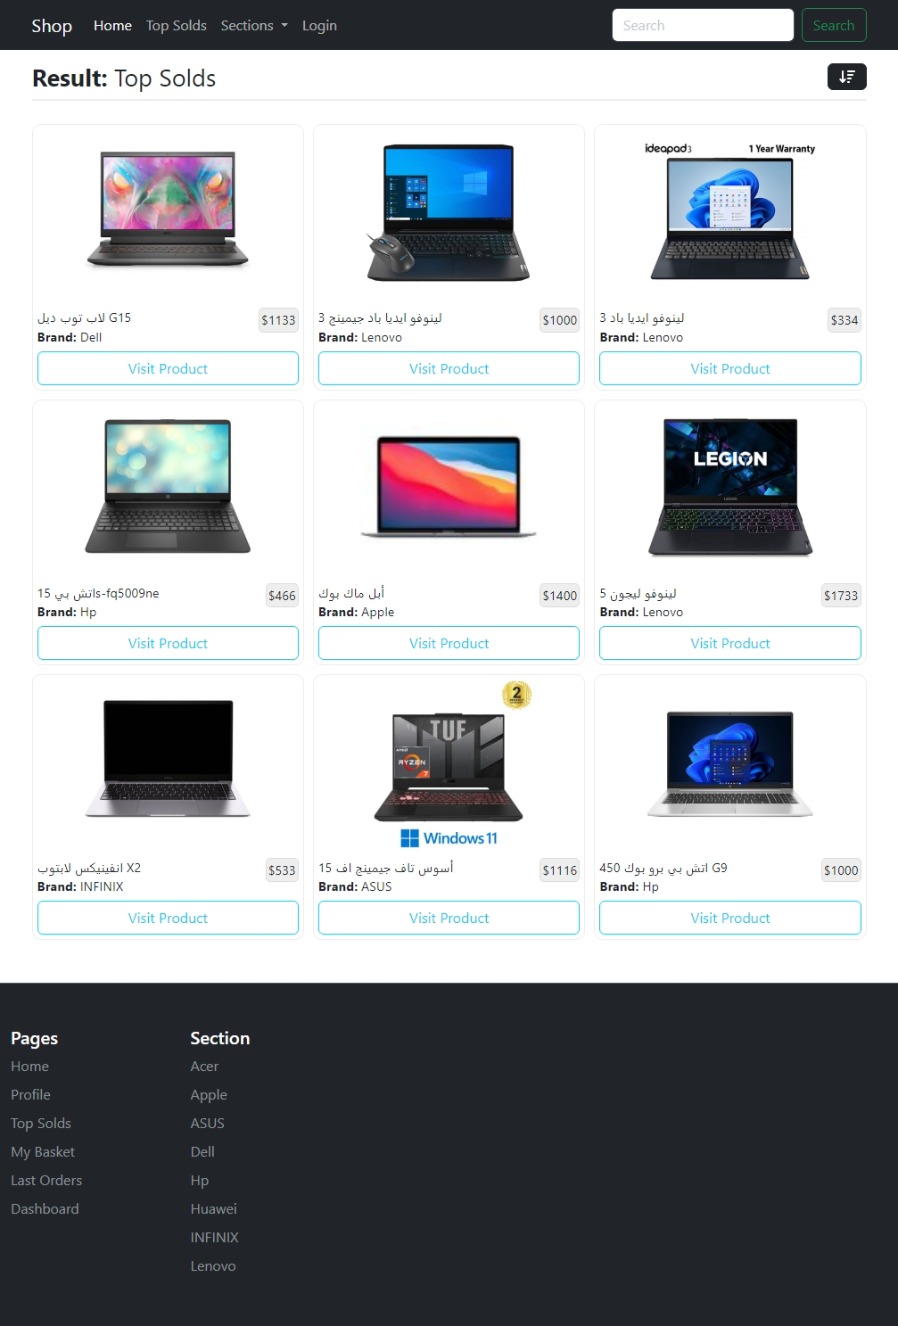 Shop Home Top Solds Sections Login Search Search
Result: Top Solds
ideapad3 1 Year Warranty
لاب توب ديل G15 $1133
Brand: Dell
Visit Product
لينوفو ايديا باد جيمينج 3 $1000
Brand: Lenovo
Visit Product
لينوفو ايديا باد 3 $334
Brand: Lenovo
Visit Product
LEGION
اتش بي 15s-fq5009ne $466
Brand: Hp
Visit Product
أبل ماك بوك $1400
Brand: Apple
Visit Product
لينوفو ليجون 5 $1733
Brand: Lenovo
Visit Product
2
TUF
RYZEN
7
Windows 11
انفينيكس لابتوب X2 $533
Brand: INFINIX
Visit Product
أسوس تاف جيمينج اف 15 $1116
Brand: ASUS
Visit Product
اتش بي برو بوك 450 G9 $1000
Brand: Hp
Visit Product
Pages
Home
Profile
Top Solds
My Basket
Last Orders
Dashboard
Section
Acer
Apple
ASUS
Dell
Hp
Huawei
INFINIX
Lenovo